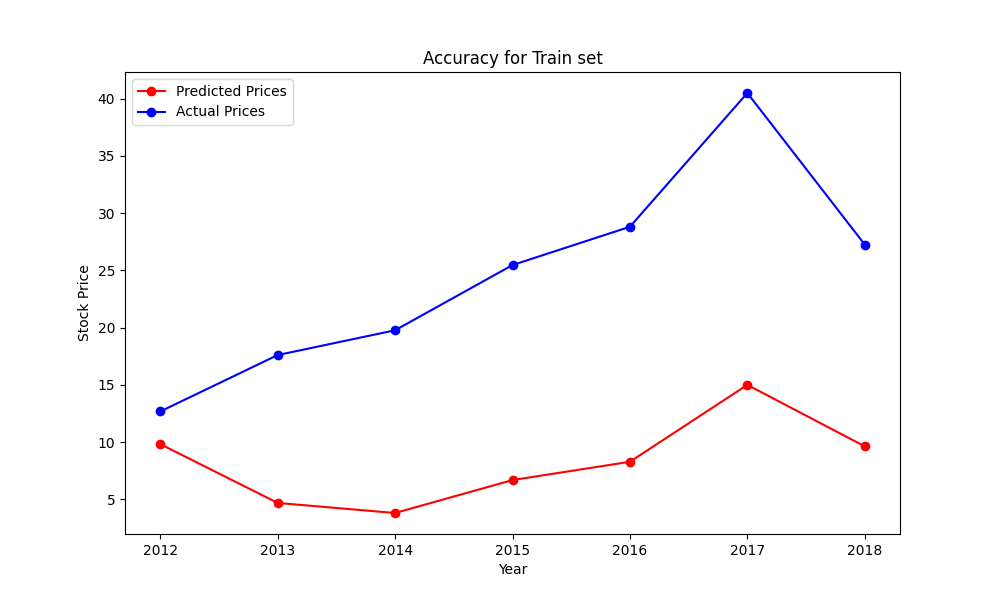 Accuracy for Train set
Predicted Prices
Actual Prices
40
35
30
25
20
15
10
5
Stock Price
2012 2013 2014 2015 2016 2017 2018
Year